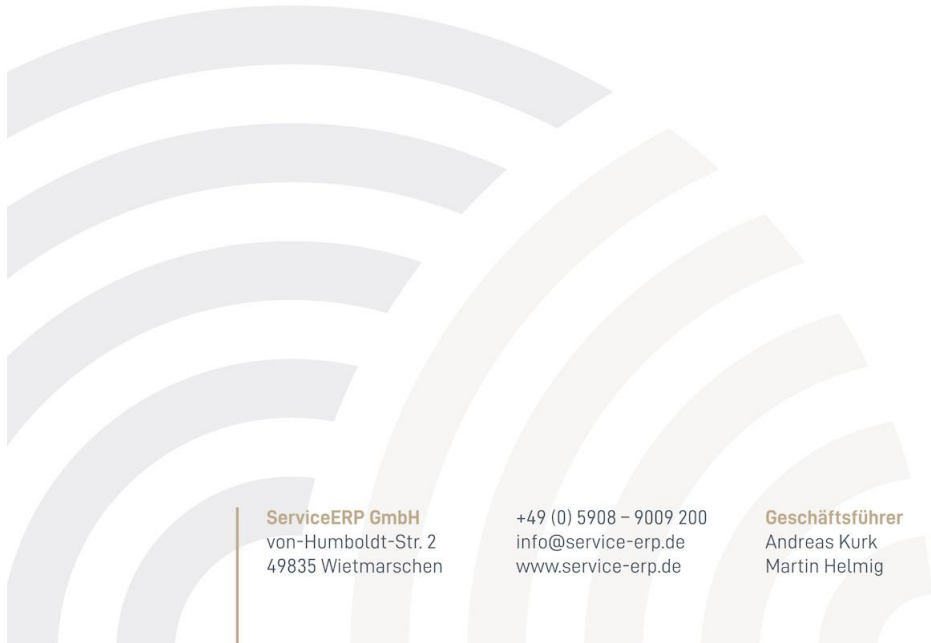 ServiceERP GmbH
von-Humboldt-Str. 2
49835 Wietmarschen
+49 (0) 5908 – 9009 200
info@service-erp.de
www.service-erp.de
Geschäftsführer
Andreas Kurk
Martin Helmig